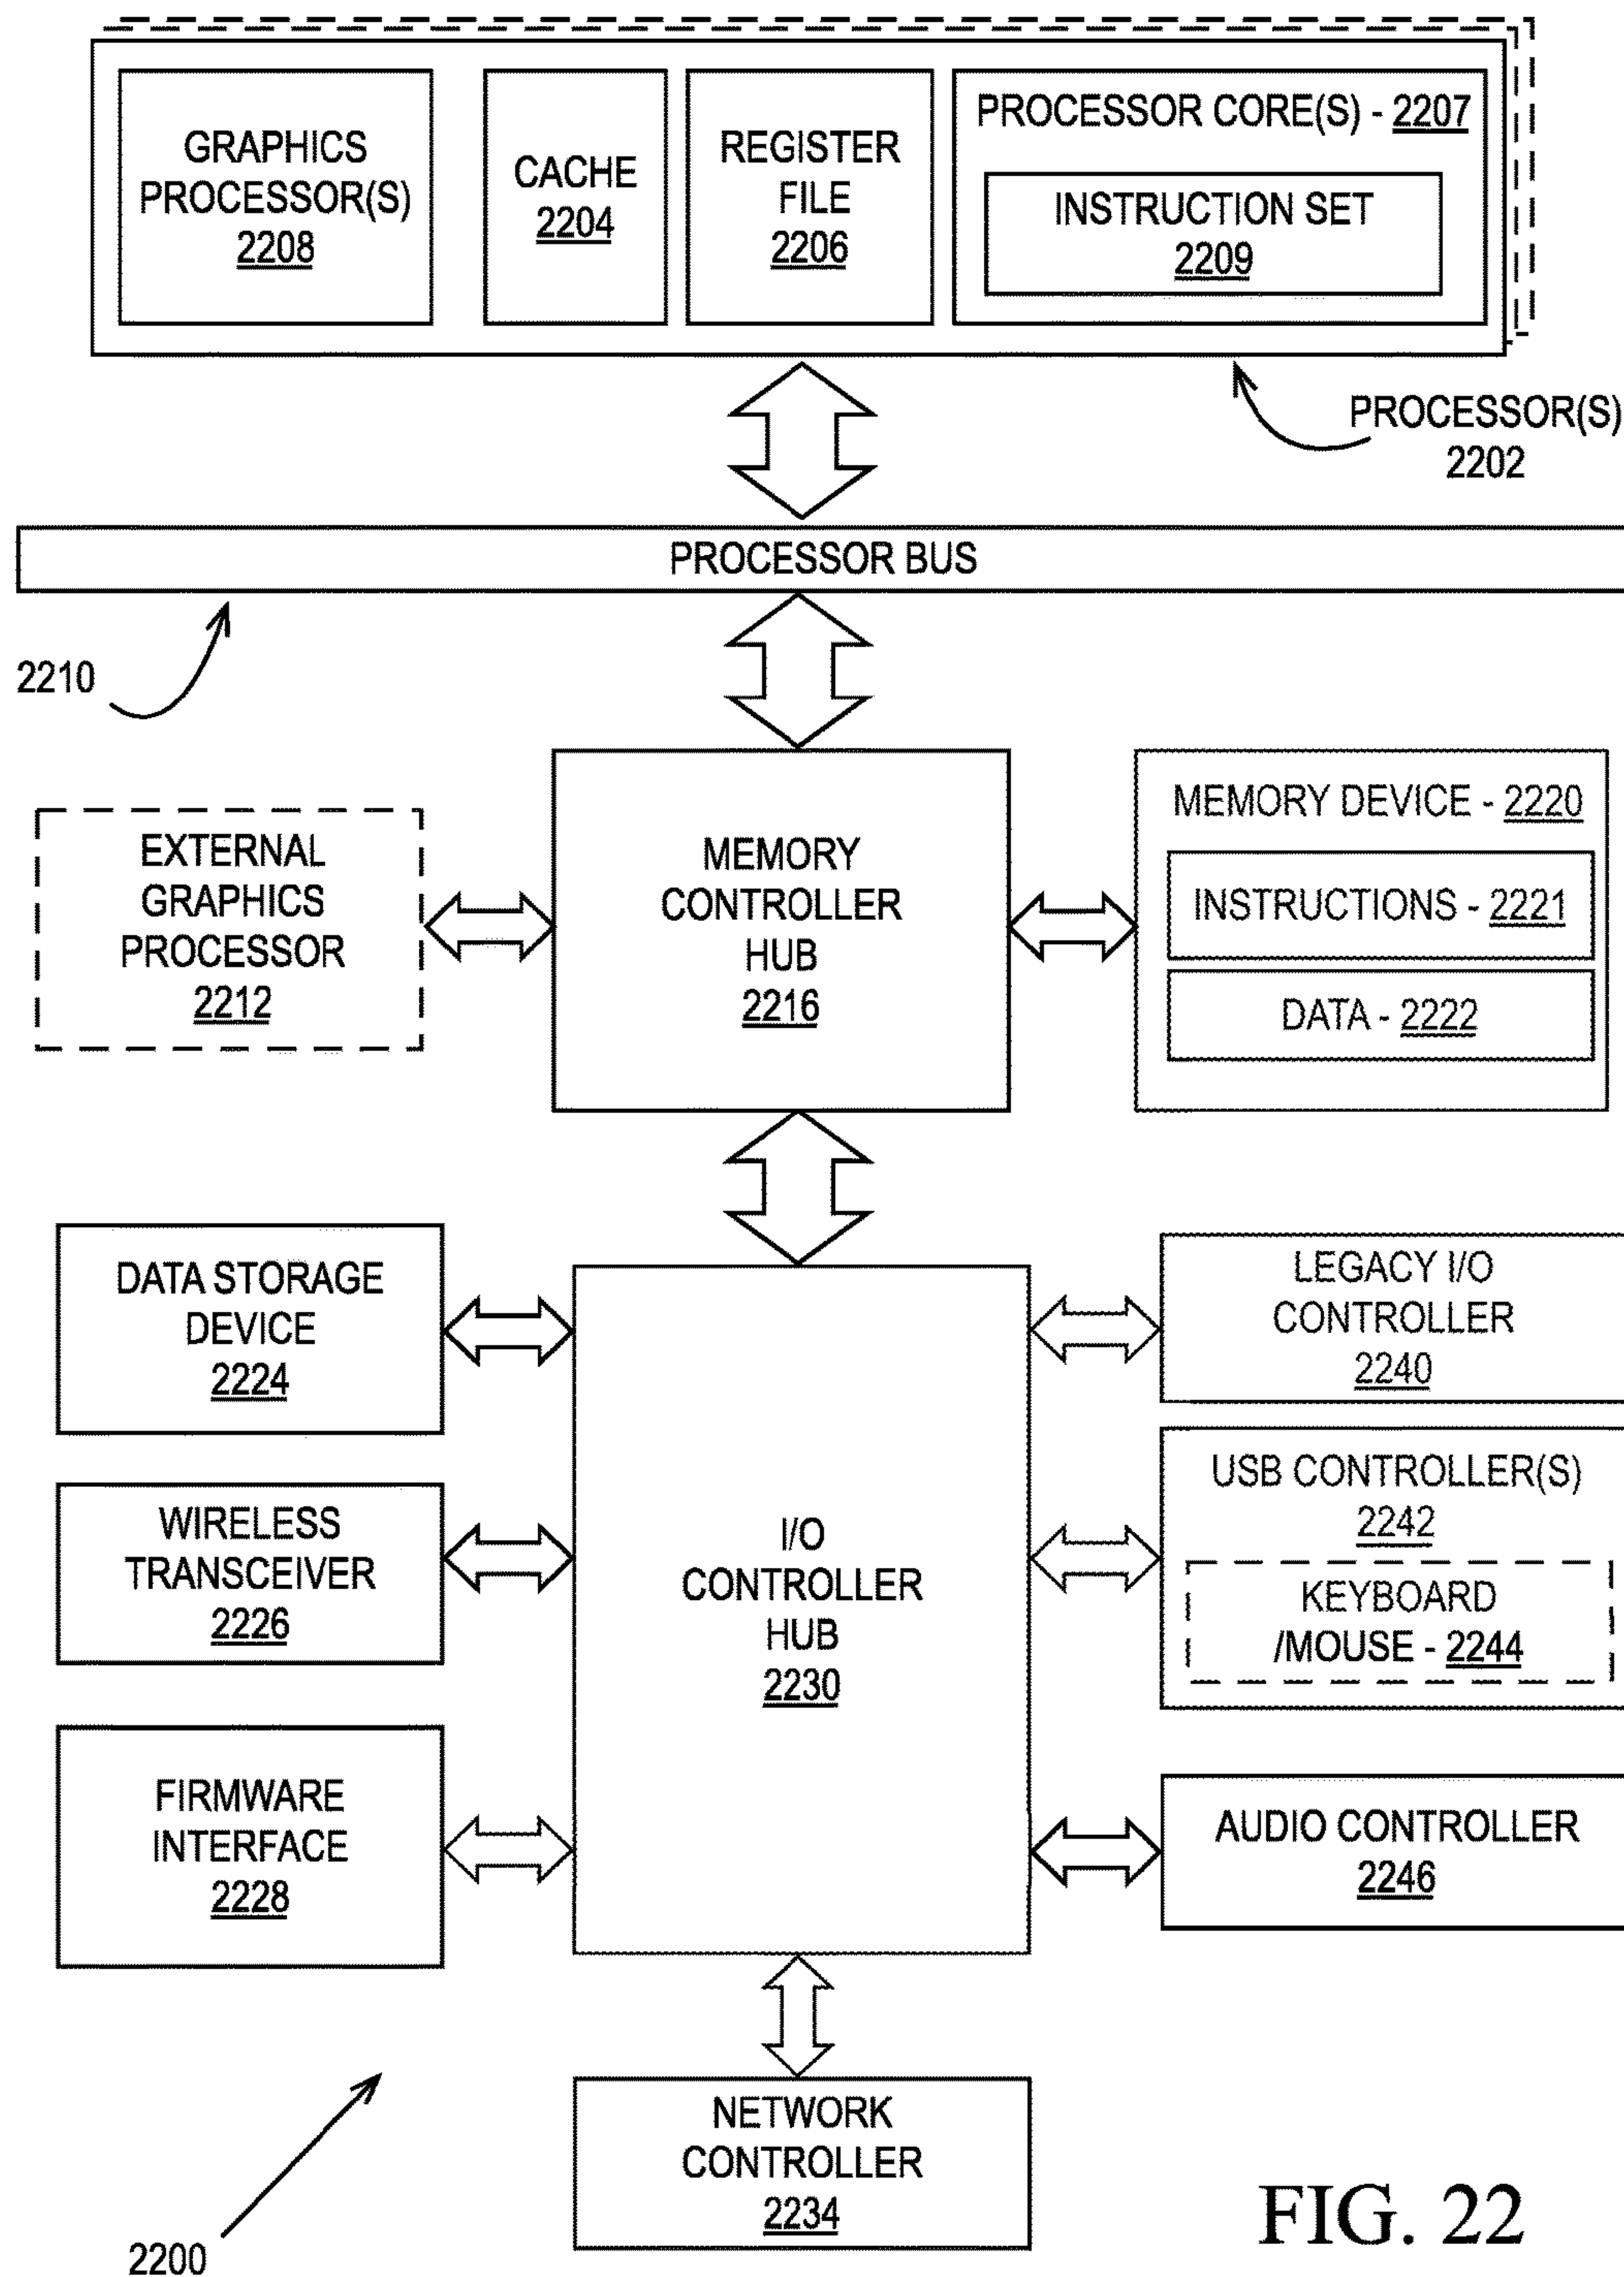 GRAPHICS
PROCESSOR(S)
2208
CACHE
2204
REGISTER
FILE
2206
PROCESSOR CORE(S) - 2207
INSTRUCTION SET
2209
PROCESSOR(S)
2202
PROCESSOR BUS
2210
EXTERNAL
GRAPHICS
PROCESSOR
2212
MEMORY
CONTROLLER
HUB
2216
MEMORY DEVICE - 2220
INSTRUCTIONS - 2221
DATA - 2222
DATA STORAGE
DEVICE
2224
WIRELESS
TRANSCEIVER
2226
FIRMWARE
INTERFACE
2228
I/O
CONTROLLER
HUB
2230
LEGACY I/O
CONTROLLER
2240
USB CONTROLLER(S)
2242
KEYBOARD
/MOUSE - 2244
AUDIO CONTROLLER
2246
NETWORK
CONTROLLER
2234
2200
FIG. 22